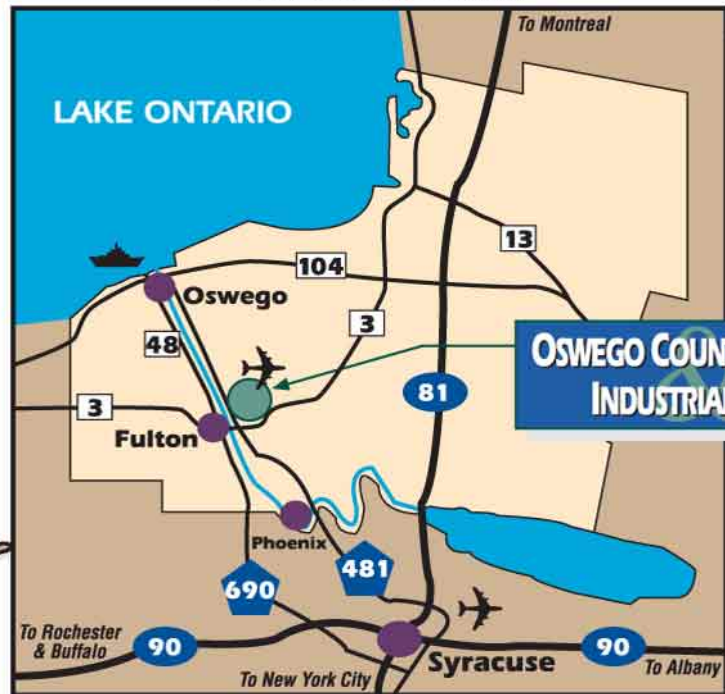 To Montreal
LAKE ONTARIO
13
104
Oswego
3
48
OSWEGO COUN
INDUSTRIA
81
3
Fulton
Phoenix
481
690
To Rochester
& Buffalo
90
Syracuse
90
To Albany
To New York City